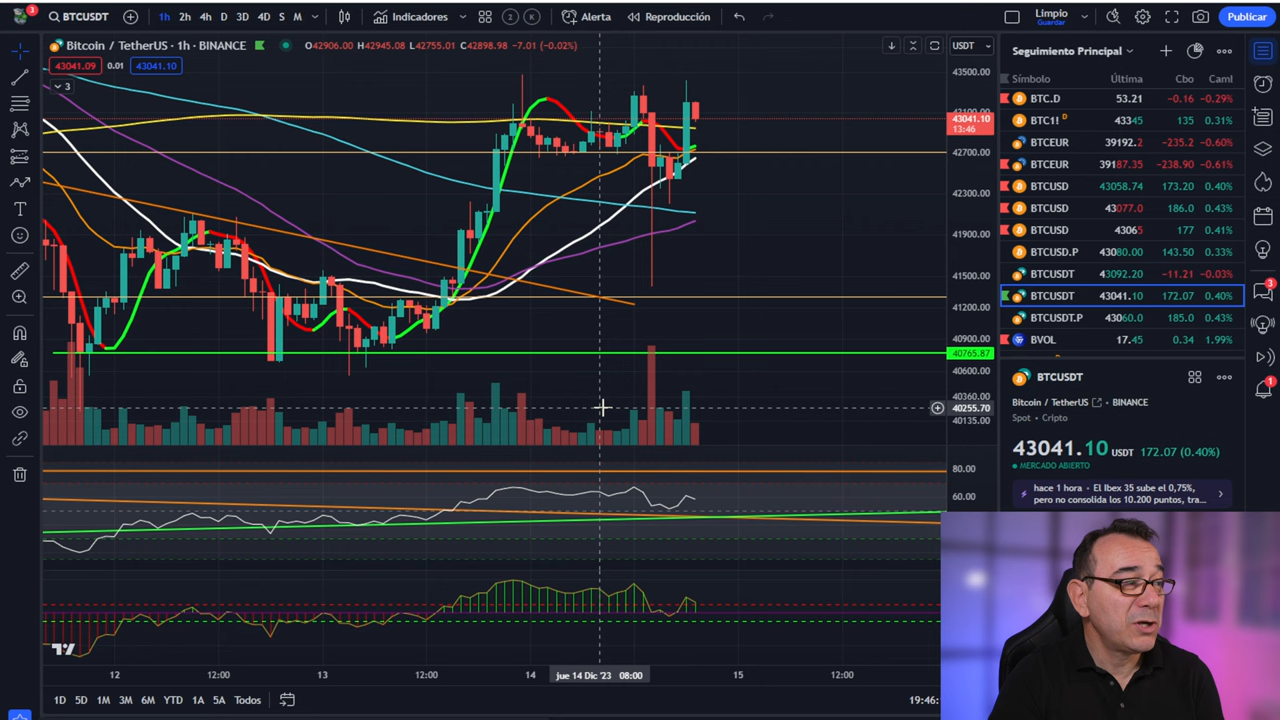 3
BTCUSDT
1h 2h 4h D 3D 4D S M
Indicadores
Z K
Alerta
Reproducción
Limpio
Guardar
Publicar
Bitcoin / TetherUS · 1h · BINANCE
O42906.00 H42945.08 L42755.01 C42898.98 -7.01 (-0.02%)
USDT
43041.09 0.01 43041.10
3
43500.00
43100.00
43041.10
13:46
42700.00
42300.00
41900.00
41500.00
41200.00
40900.00
40765.87
40600.00
40360.00
40255.70
40135.00
80.00
60.00
12
12:00
13
12:00
14
jue 14 Dic '23 08:00
15
12:00
1D 5D 1M 3M 6M YTD 1A 5A Todos
19:46:
Seguimiento Principal
Símbolo Última Cbo Caml
BTC.D 53.21 -0.16 -0.29%
BTC1! D 43345 135 0.31%
BTCEUR 39192.2 -235.2 -0.60%
BTCEUR 39187.35 -238.90 -0.61%
BTCUSD 43058.74 173.20 0.40%
BTCUSD 43077.0 186.0 0.43%
BTCUSD 43065 177 0.41%
BTCUSD.P 43080.00 143.50 0.33%
BTCUSDT 43092.20 -11.21 -0.03%
BTCUSDT 43041.10 172.07 0.40%
BTCUSDT.P 43060.0 185.0 0.43%
BVOL 17.45 0.34 1.99%
3
1
BTCUSDT
Bitcoin / TetherUS · BINANCE
Spot · Cripto
43041.10 USDT 172.07 (0.40%)
MERCADO ABIERTO
hace 1 hora · El Ibex 35 sube el 0,75%,
pero no consolida los 10.200 puntos, tra...